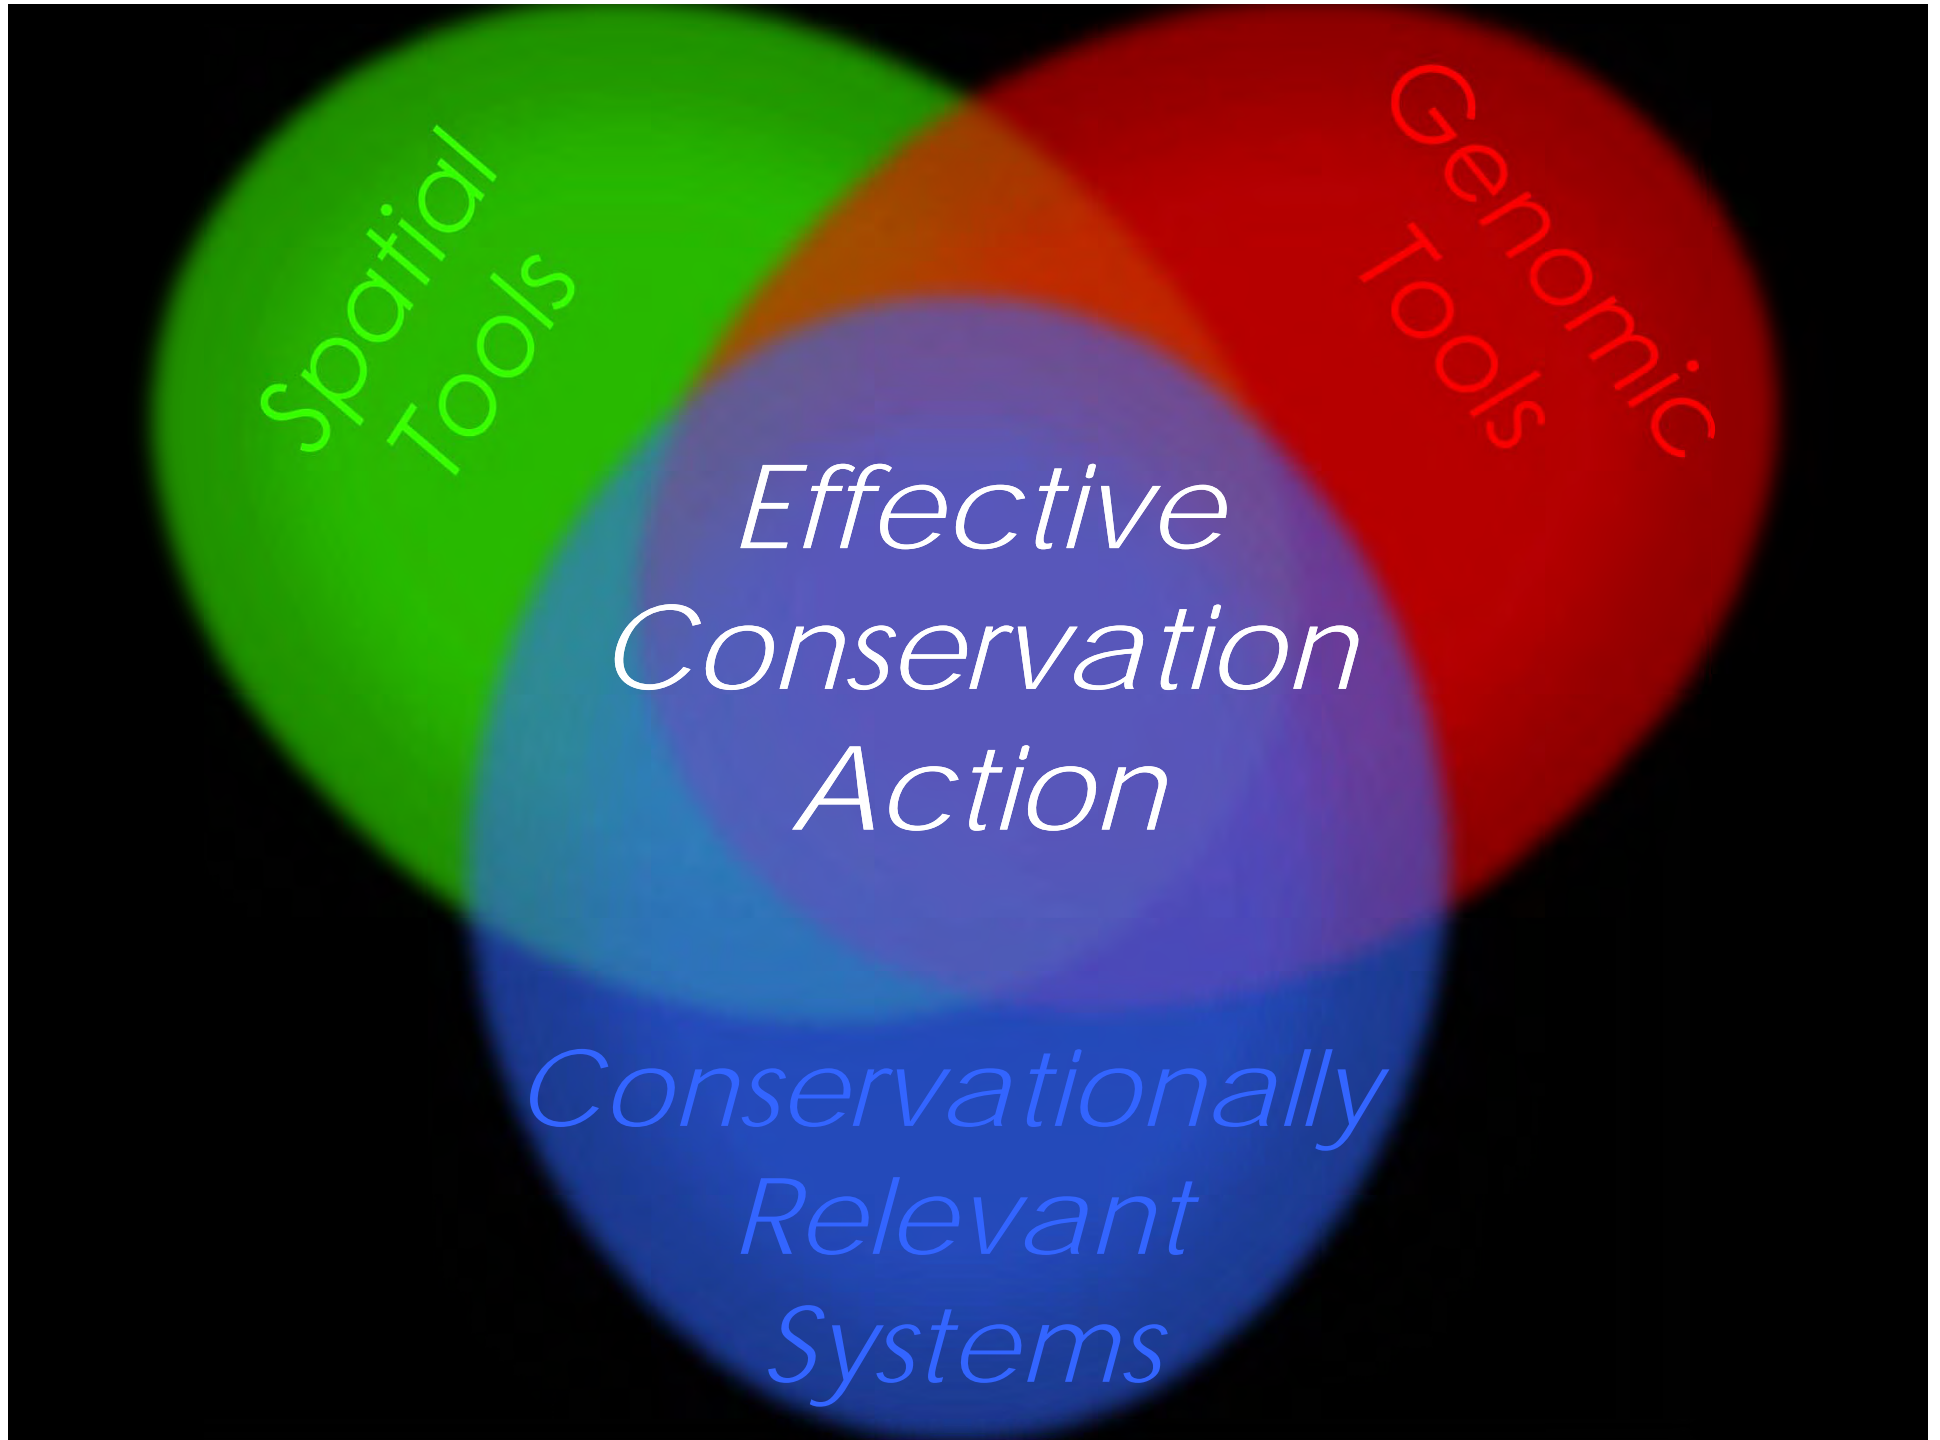 Spatial
Tools
Genomic
Tools
Effective
Conservation
Action
Conservationally
Relevant
Systems